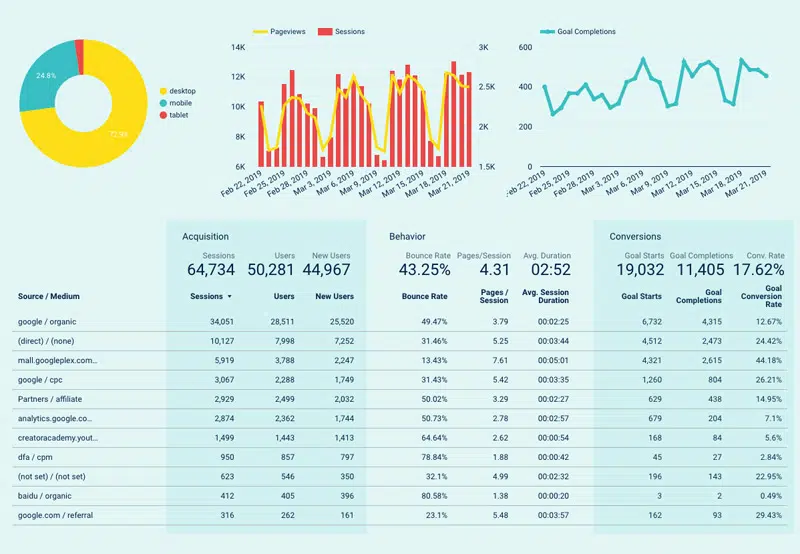 Pageviews Sessions
Goal Completions
14K 3K
12K 2.5K
10K 2K
8K
6K 1.5K
600
400
200
0
24.8%
desktop
mobile
tablet
Feb 22, 2019 Feb 25, 2019 Feb 28, 2019 Mar 3, 2019 Mar 6, 2019 Mar 9, 2019 Mar 12, 2019 Mar 15, 2019 Mar 18, 2019 Mar 21, 2019
22, 2019 Feb 25, 2019 Feb 28, 2019 Mar 3, 2019 Mar 6, 2019 Mar 9, 2019 Mar 12, 2019 Mar 15, 2019 Mar 18, 2019 Mar 21, 2019
Acquisition Behavior Conversions
Sessions Users New Users Bounce Rate Pages/Session Avg. Duration Goal Starts Goal Completions Conv. Rate
64,734 50,281 44,967 43.25% 4.31 02:52 19,032 11,405 17.62%
Source / Medium Sessions Users New Users Bounce Rate Pages / Session Avg. Session Duration Goal Starts Goal Completions Goal Conversion Rate
google / organic 34,051 28,511 25,520 49.47% 3.79 00:02:25 6,732 4,315 12.67%
(direct) / (none) 10,127 7,998 7,252 31.46% 5.25 00:03:44 4,512 2,473 24.42%
mall.googleplex.com... 5,919 3,788 2,247 13.43% 7.61 00:05:01 4,321 2,615 44.18%
google / cpc 3,067 2,288 1,749 31.43% 5.42 00:03:35 1,260 804 26.21%
Partners / affiliate 2,929 2,499 2,032 50.02% 3.29 00:02:27 629 438 14.95%
analytics.google.co... 2,874 2,362 1,744 50.73% 2.78 00:02:57 679 204 7.1%
creatoracademy.yout... 1,499 1,443 1,413 64.64% 2.62 00:00:54 168 84 5.6%
dfa / cpm 950 857 797 78.84% 1.88 00:00:42 45 27 2.84%
(not set) / (not set) 623 546 350 32.1% 4.99 00:02:32 196 143 22.95%
baidu / organic 412 405 396 80.58% 1.38 00:00:20 3 2 0.49%
google.com / referral 316 262 161 23.1% 5.48 00:03:57 162 93 29.43%